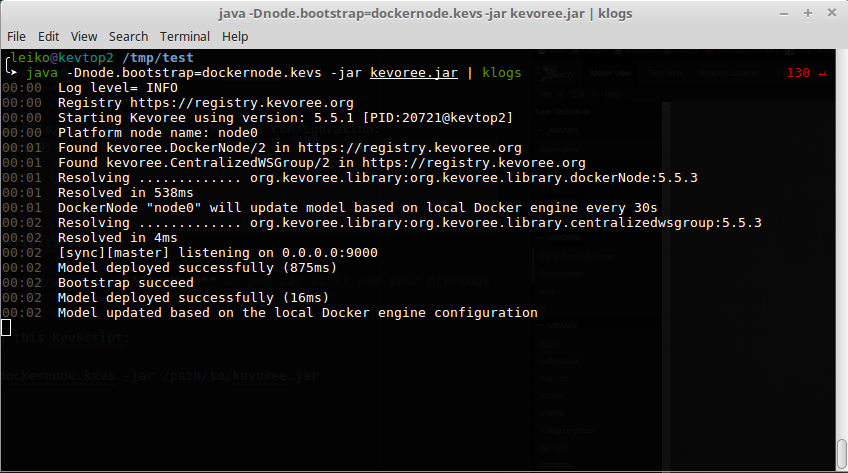 java -Dnode.bootstrap=dockernode.kevs -jar kevoree.jar | klogs
File Edit View Search Terminal Help
leiko@kevtop2 /tmp/test
java -Dnode.bootstrap=dockernode.kevs -jar kevoree.jar | klogs 130 ↵
00:00 Log level= INFO
00:00 Registry https://registry.kevoree.org
00:00 Starting Kevoree using version: 5.5.1 [PID:20721@kevtop2]
00:00 Platform node name: node0
00:01 Found kevoree.DockerNode/2 in https://registry.kevoree.org
00:01 Found kevoree.CentralizedWSGroup/2 in https://registry.kevoree.org
00:01 Resolving ............. org.kevoree.library:org.kevoree.library.dockerNode:5.5.3
00:01 Resolved in 538ms
00:01 DockerNode "node0" will update model based on local Docker engine every 30s
00:02 Resolving ............. org.kevoree.library:org.kevoree.library.centralizedwsgroup:5.5.3
00:02 Resolved in 4ms
00:02 [sync][master] listening on 0.0.0.0:9000
00:02 Model deployed successfully (875ms)
00:02 Bootstrap succeed
00:02 Model deployed successfully (16ms)
00:02 Model updated based on the local Docker engine configuration
this KevScript:
dockernode.kevs -jar /path/to/kevoree.jar